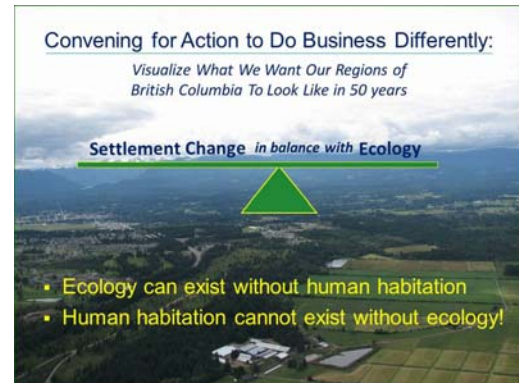 Convening for Action to Do Business Differently:
Visualize What We Want Our Regions of
British Columbia To Look Like in 50 years
Settlement Change in balance with Ecology
▪ Ecology can exist without human habitation
▪ Human habitation cannot exist without ecology!